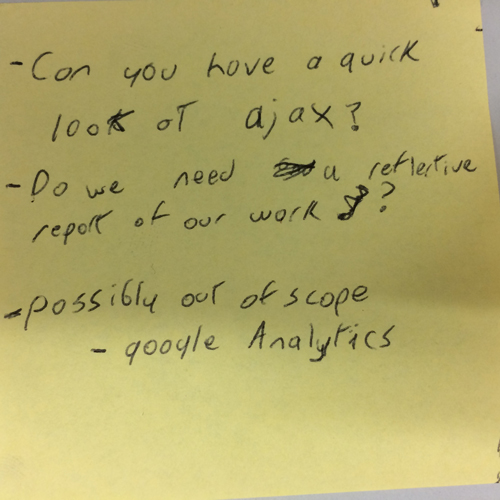 - Can you have a quick
look at ajax?
- Do we need a reflective
report of our work ?
- possibly out of scope
- google Analytics